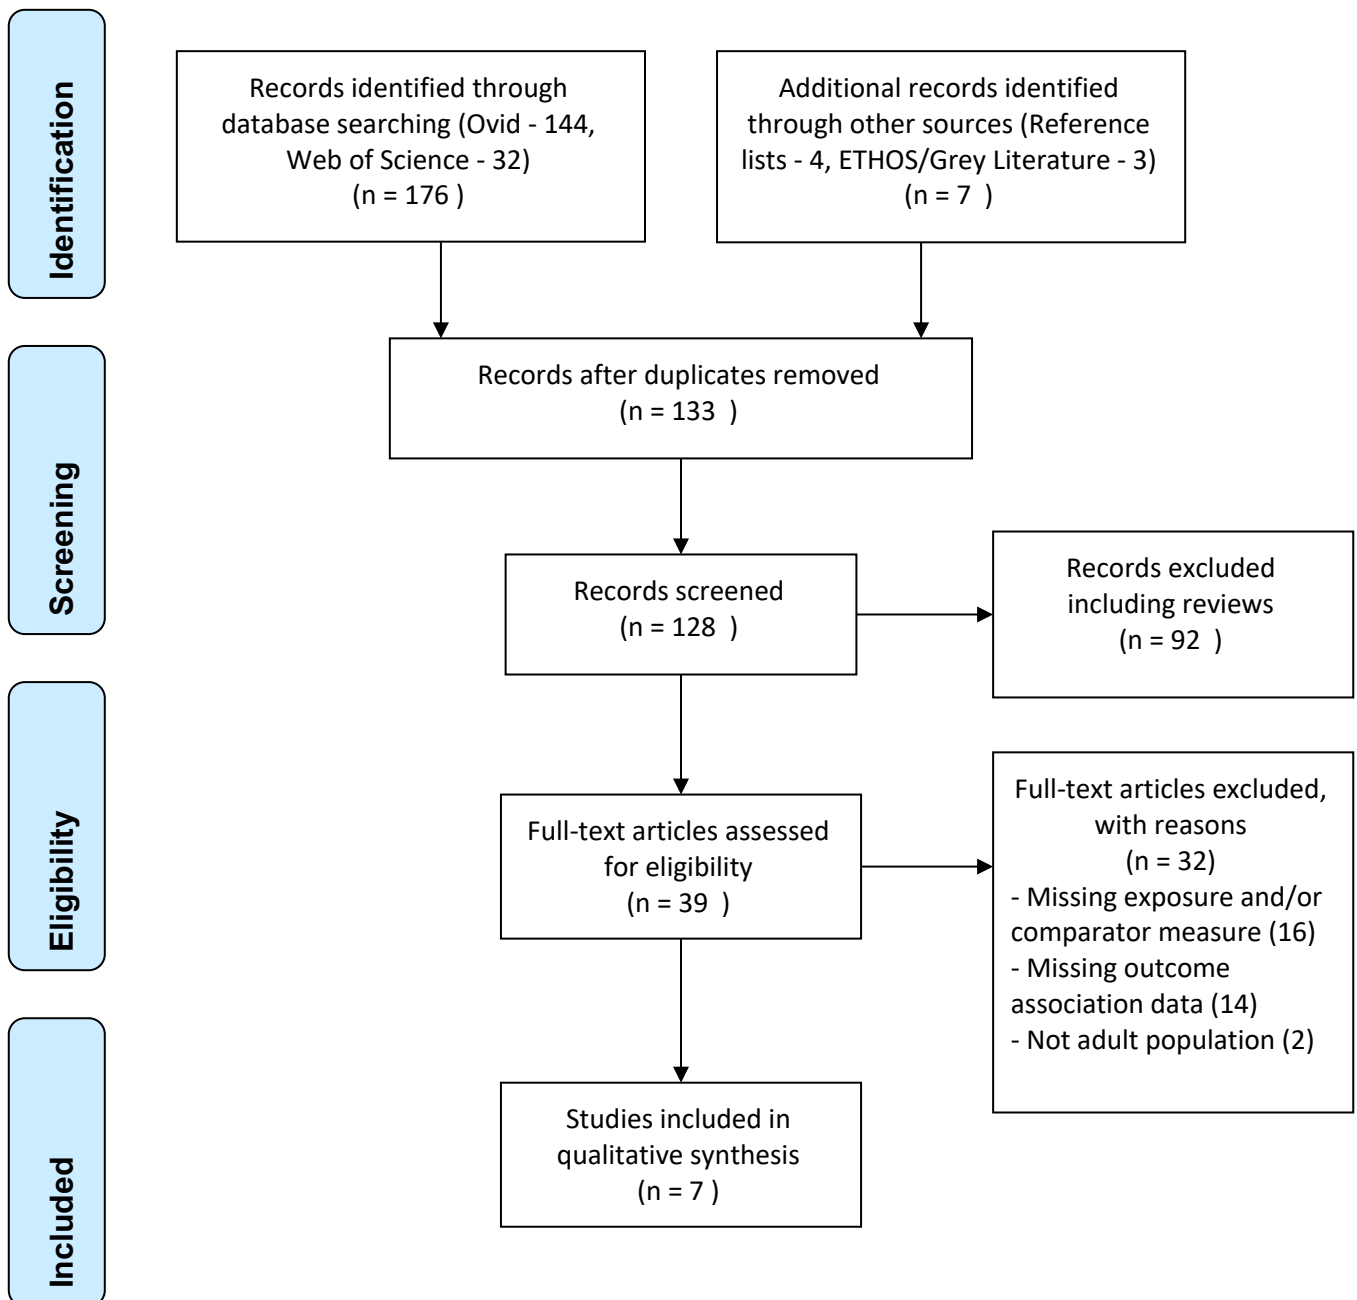 Identification
Records identified through
database searching (Ovid - 144,
Web of Science - 32)
(n = 176 )
Additional records identified
through other sources (Reference
lists - 4, ETHOS/Grey Literature - 3)
(n = 7 )
Screening
Records after duplicates removed
(n = 133 )
Records screened
(n = 128 )
Records excluded
including reviews
(n = 92 )
Eligibility
Full-text articles assessed
for eligibility
(n = 39 )
Full-text articles excluded,
with reasons
(n = 32)
- Missing exposure and/or
comparator measure (16)
- Missing outcome
association data (14)
- Not adult population (2)
Included
Studies included in
qualitative synthesis
(n = 7 )